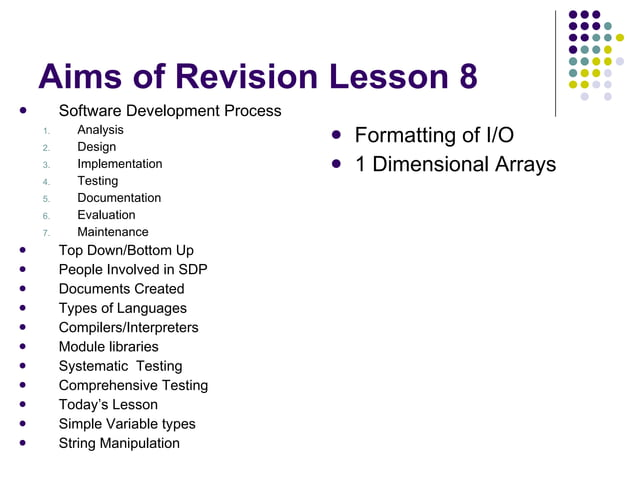 Aims of Revision Lesson 8
● Software Development Process
1. Analysis
2. Design
3. Implementation
4. Testing
5. Documentation
6. Evaluation
7. Maintenance
● Top Down/Bottom Up
● People Involved in SDP
● Documents Created
● Types of Languages
● Compilers/Interpreters
● Module libraries
● Systematic  Testing
● Comprehensive Testing
● Today’s Lesson
● Simple Variable types
● String Manipulation
● Formatting of I/O
● 1 Dimensional Arrays